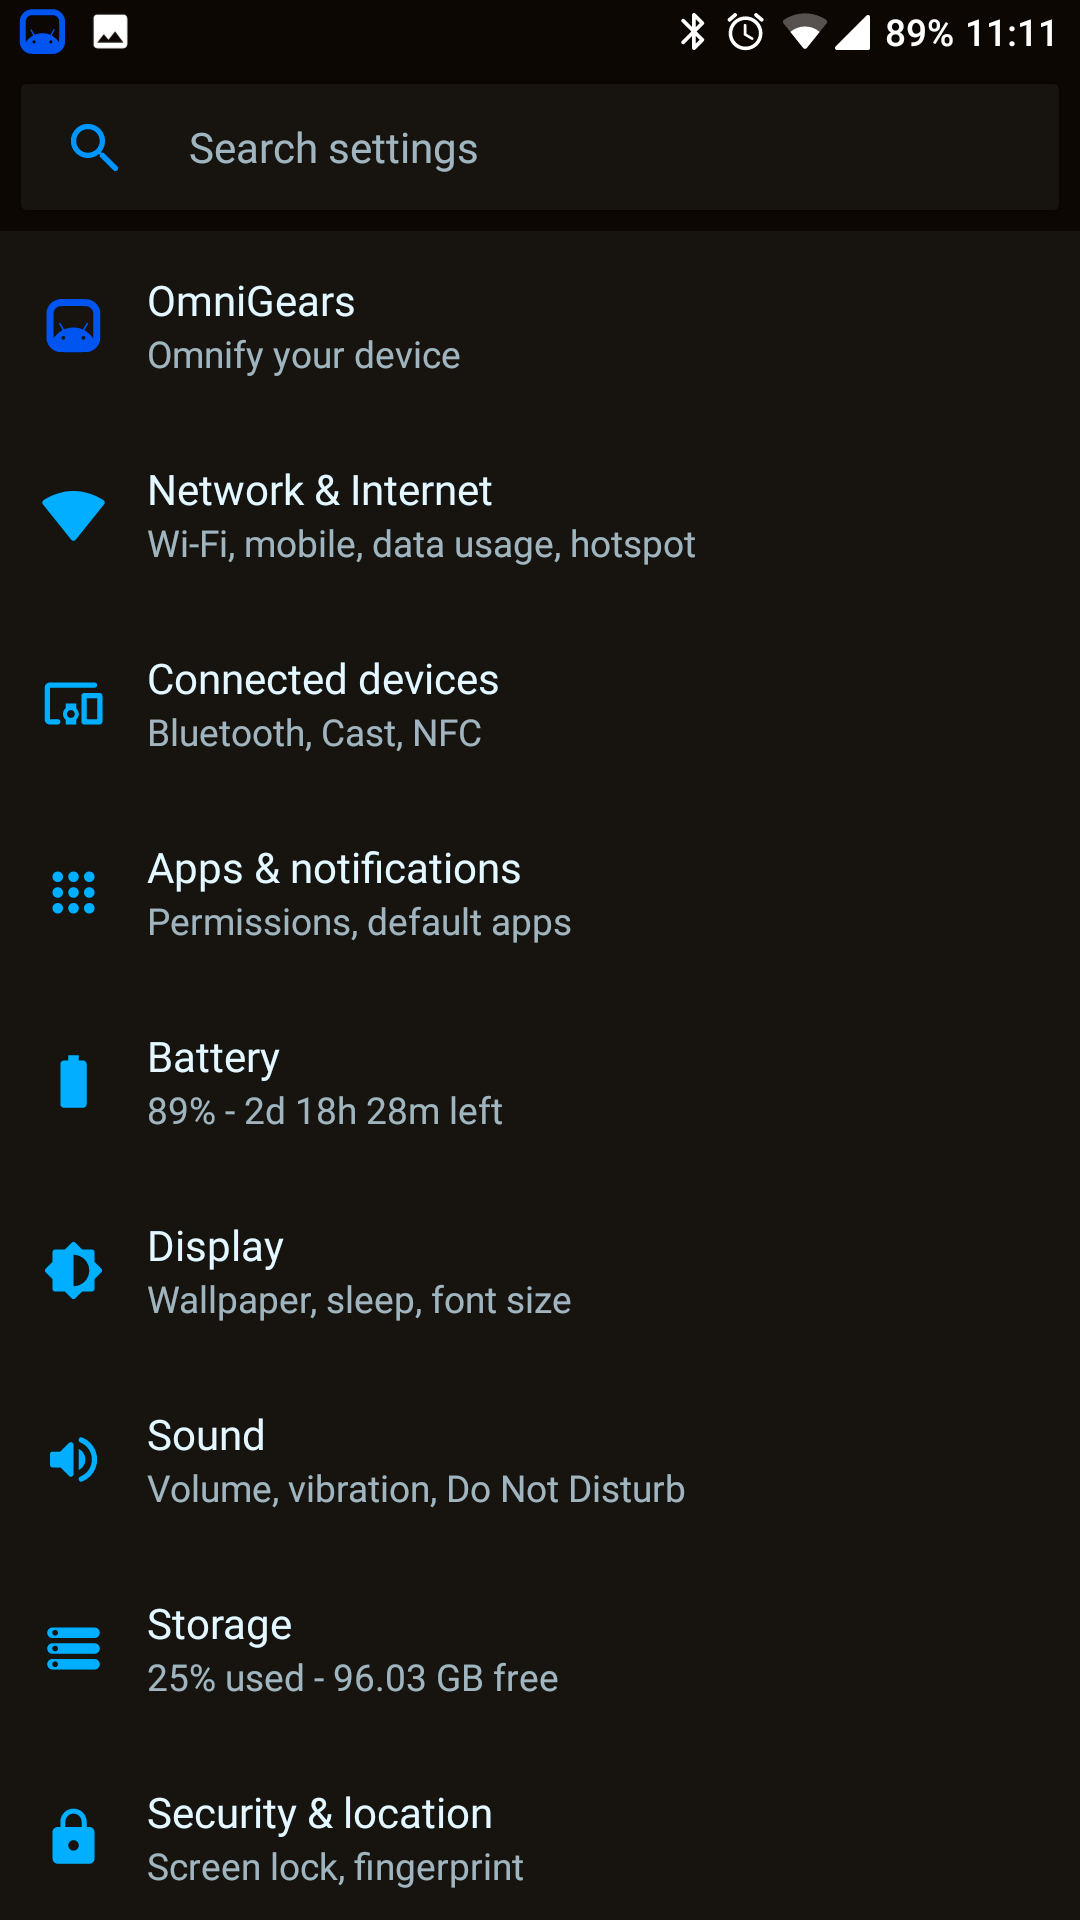 89% 11:11
Search settings
OmniGears
Omnify your device
Network & Internet
Wi-Fi, mobile, data usage, hotspot
Connected devices
Bluetooth, Cast, NFC
Apps & notifications
Permissions, default apps
Battery
89% - 2d 18h 28m left
Display
Wallpaper, sleep, font size
Sound
Volume, vibration, Do Not Disturb
Storage
25% used - 96.03 GB free
Security & location
Screen lock, fingerprint